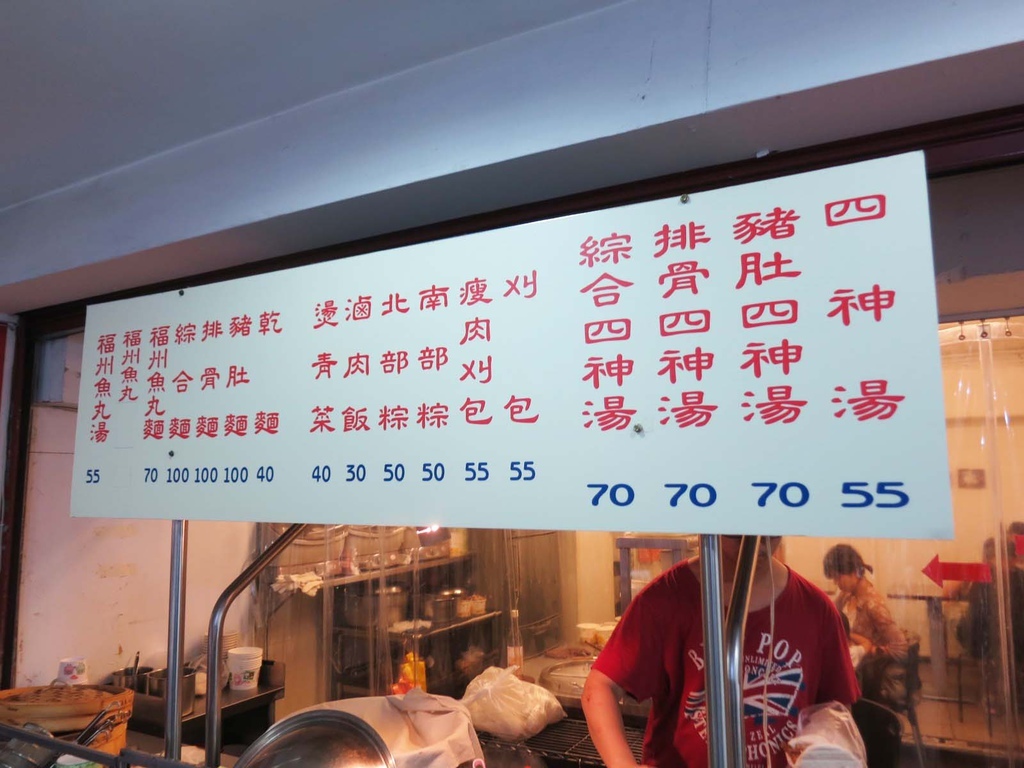 四神湯 55
豬肚四神湯 70
排骨四神湯 70
綜合四神湯 70
刈包 55
瘦肉刈包 55
南部粽 50
北部粽 50
滷肉飯 30
燙青菜 40
乾麵 40
豬肚麵 100
排骨麵 100
綜合麵 100
福州魚丸麵 70
福州魚丸
福州魚丸湯 55
POP